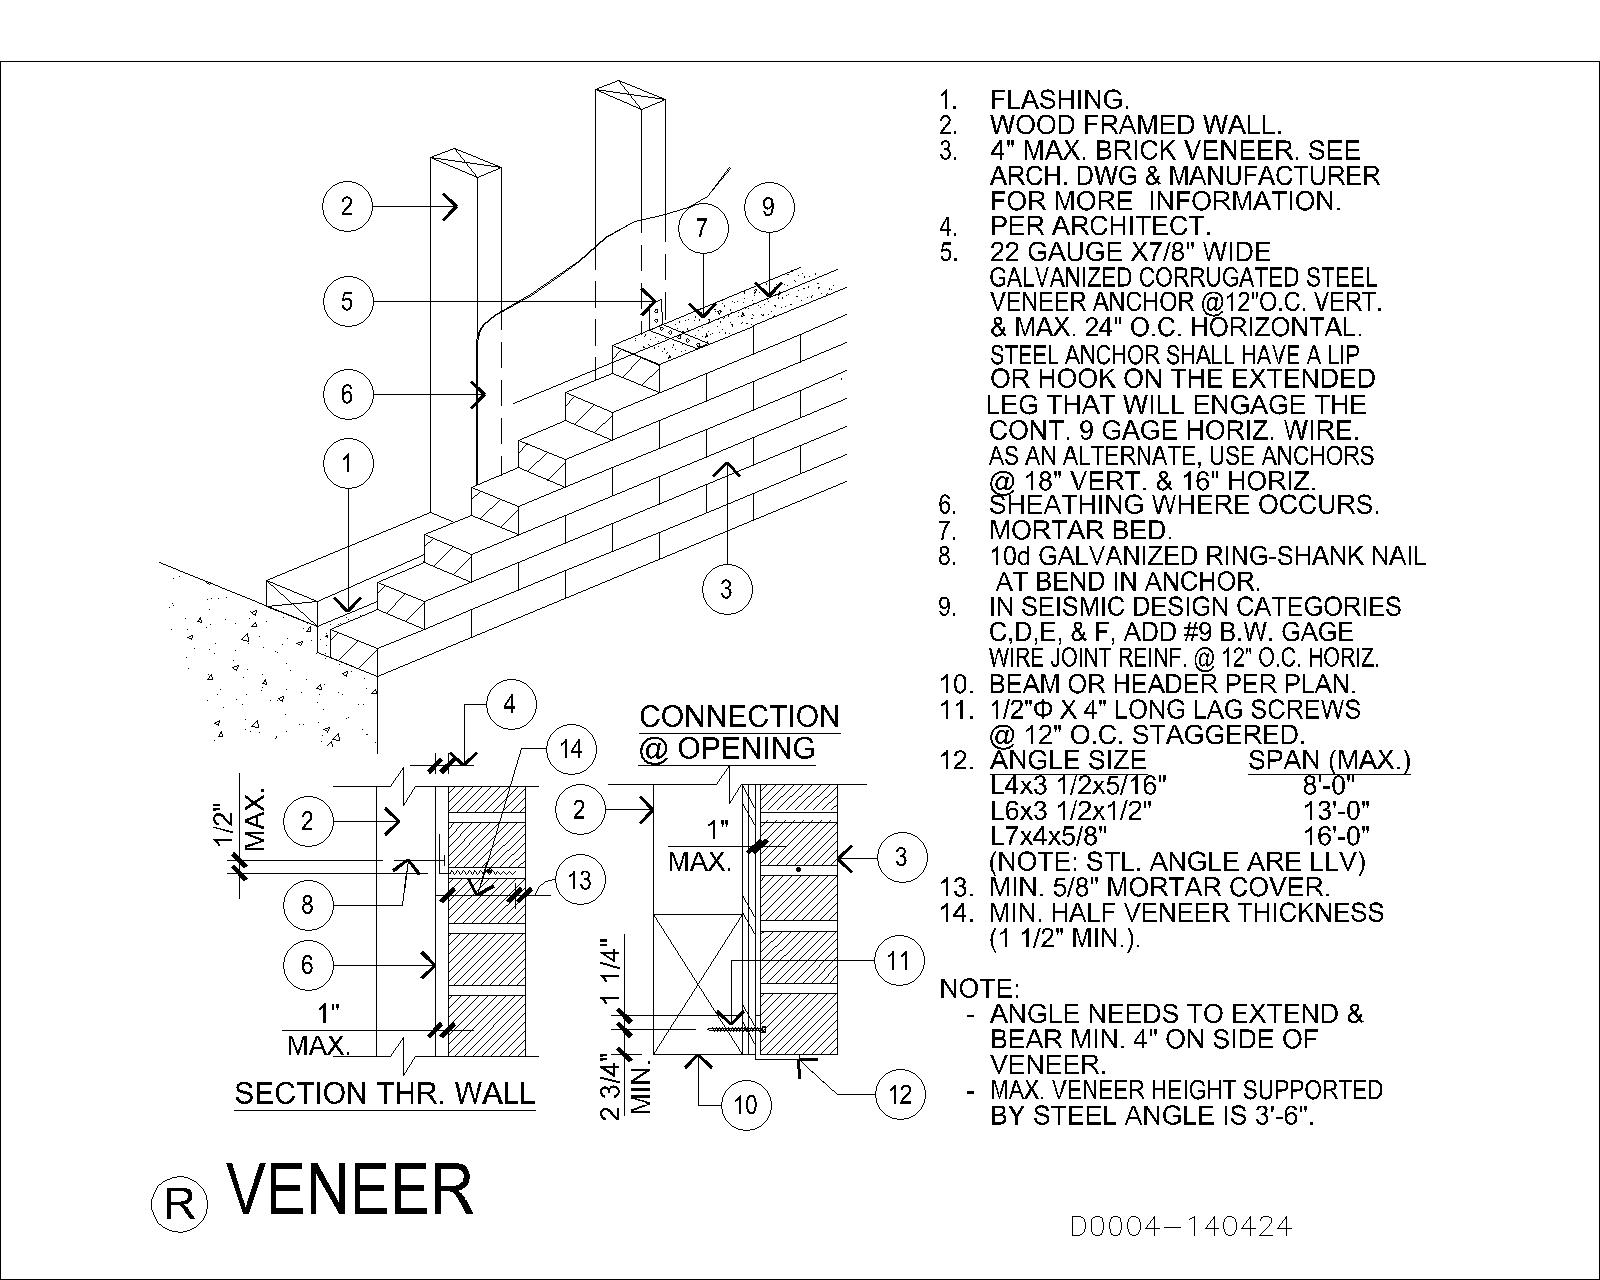 1. FLASHING.
2. WOOD FRAMED WALL.
3. 4" MAX. BRICK VENEER. SEE
ARCH. DWG & MANUFACTURER
FOR MORE INFORMATION.
4. PER ARCHITECT.
5. 22 GAUGE X7/8" WIDE
GALVANIZED CORRUGATED STEEL
VENEER ANCHOR @12"O.C. VERT.
& MAX. 24" O.C. HORIZONTAL.
STEEL ANCHOR SHALL HAVE A LIP
OR HOOK ON THE EXTENDED
LEG THAT WILL ENGAGE THE
CONT. 9 GAGE HORIZ. WIRE.
AS AN ALTERNATE, USE ANCHORS
@ 18" VERT. & 16" HORIZ.
6. SHEATHING WHERE OCCURS.
7. MORTAR BED.
8. 10d GALVANIZED RING-SHANK NAIL
AT BEND IN ANCHOR.
9. IN SEISMIC DESIGN CATEGORIES
C,D,E, & F, ADD #9 B.W. GAGE
WIRE JOINT REINF. @ 12" O.C. HORIZ.
10. BEAM OR HEADER PER PLAN.
11. 1/2"Φ X 4" LONG LAG SCREWS
@ 12" O.C. STAGGERED.
12. ANGLE SIZE SPAN (MAX.)
L4x3 1/2x5/16" 8'-0"
L6x3 1/2x1/2" 13'-0"
L7x4x5/8" 16'-0"
(NOTE: STL. ANGLE ARE LLV)
13. MIN. 5/8" MORTAR COVER.
14. MIN. HALF VENEER THICKNESS
(1 1/2" MIN.).
NOTE:
- ANGLE NEEDS TO EXTEND &
BEAR MIN. 4" ON SIDE OF
VENEER.
- MAX. VENEER HEIGHT SUPPORTED
BY STEEL ANGLE IS 3'-6".
2
7
9
5
6
1
3
4
14
2
1/2"
MAX.
8
13
6
1"
MAX.
SECTION THR. WALL
CONNECTION
@ OPENING
2
1"
MAX.
3
11
1 1/4"
2 3/4"
MIN.
10
12
R VENEER
D0004-140424